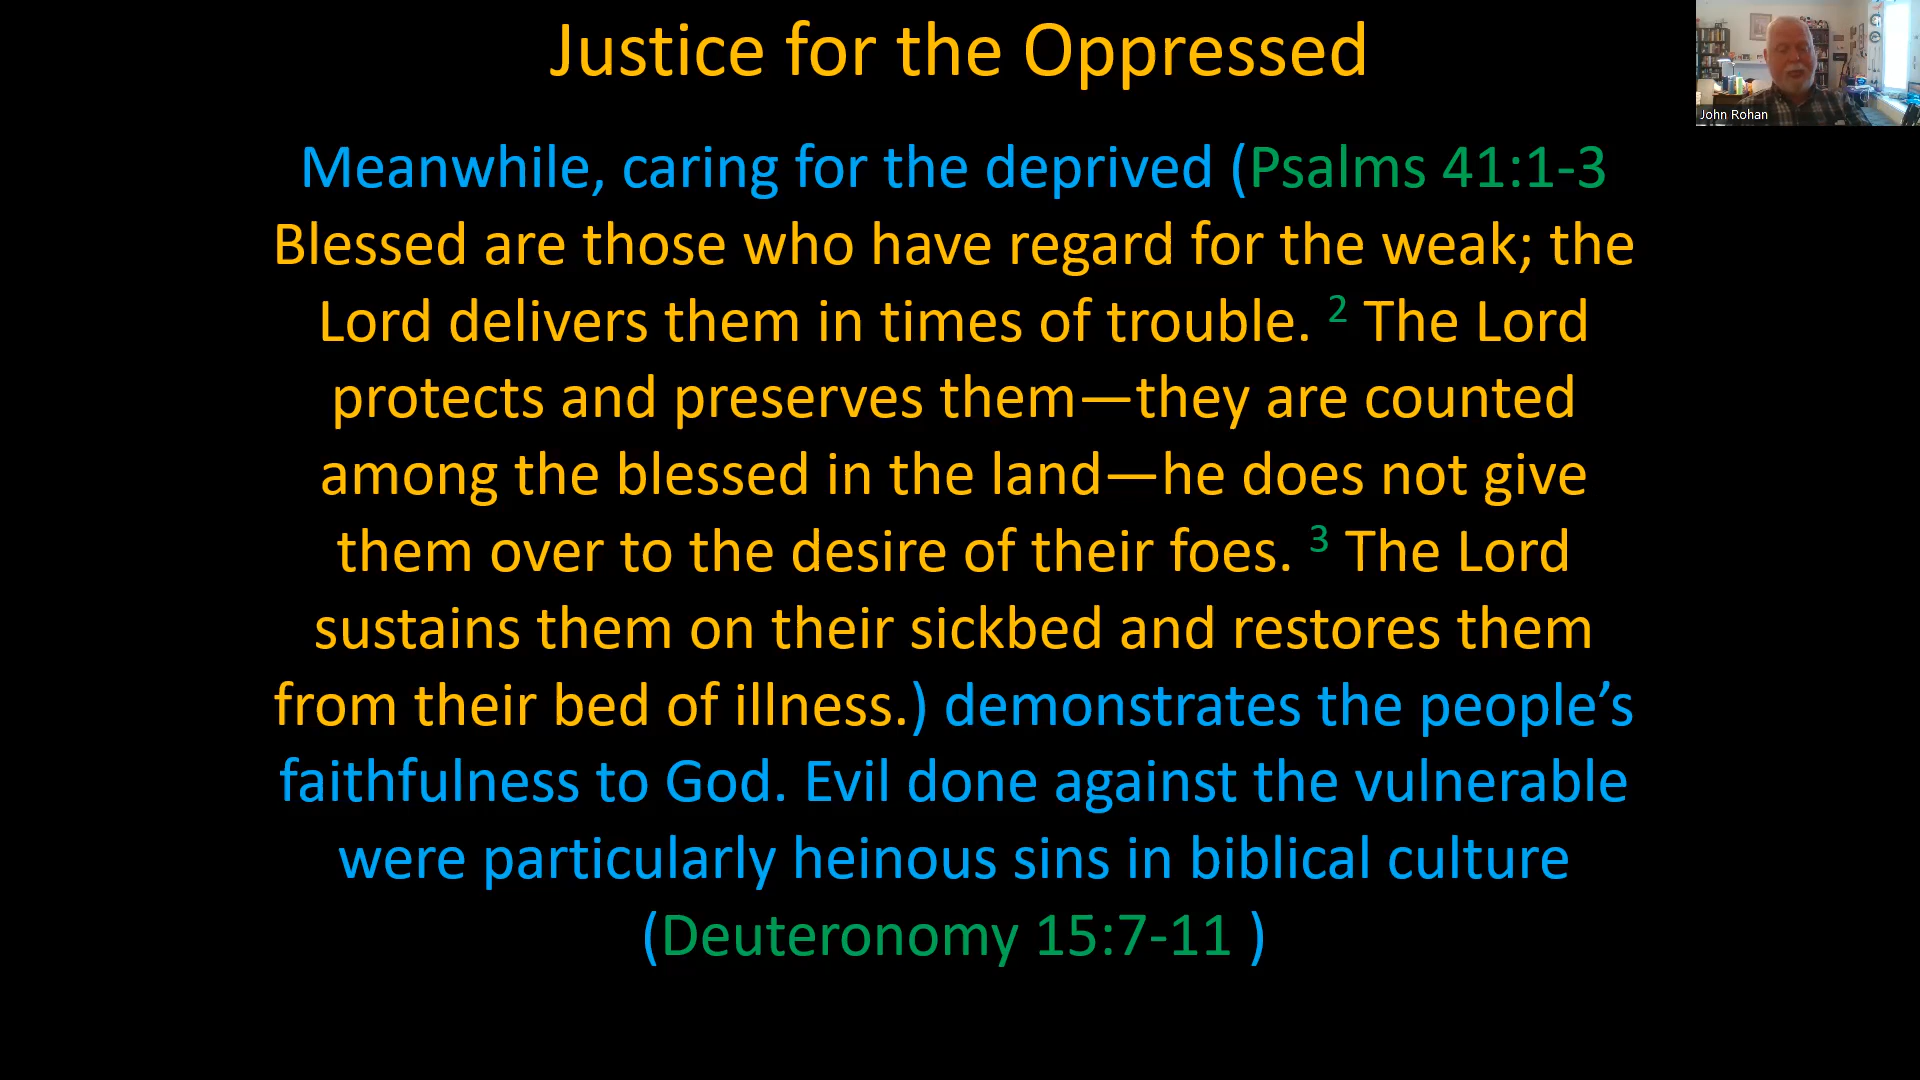 Justice for the Oppressed
John Rohan
Meanwhile, caring for the deprived (Psalms 41:1-3
Blessed are those who have regard for the weak; the
Lord delivers them in times of trouble. 2 The Lord
protects and preserves them—they are counted
among the blessed in the land—he does not give
them over to the desire of their foes. 3 The Lord
sustains them on their sickbed and restores them
from their bed of illness.) demonstrates the people’s
faithfulness to God. Evil done against the vulnerable
were particularly heinous sins in biblical culture
(Deuteronomy 15:7-11 )